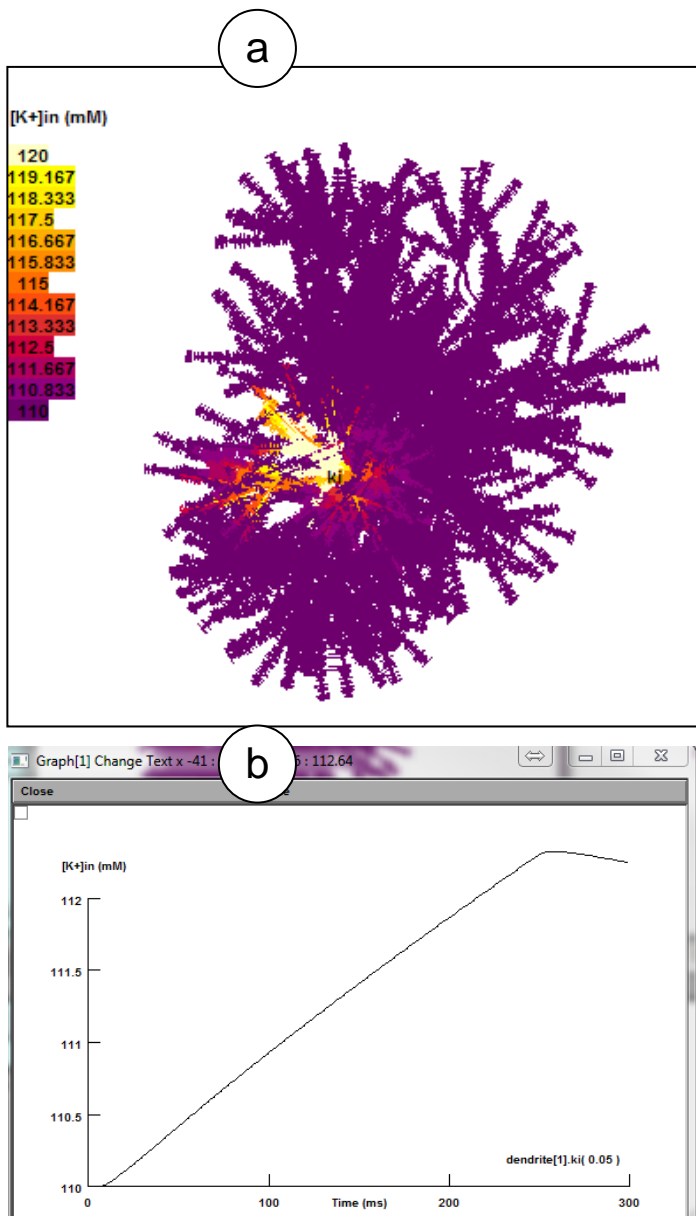 a
[K+]in (mM)
120
119.167
118.333
117.5
116.667
115.833
115
114.167
113.333
112.5
111.667
110.833
110
ki
b
Graph[1] Change Text x -41 : : 112.64
Close
[K+]in (mM)
112
111.5
111
110.5
110
dendrite[1].ki( 0.05 )
0 100 Time (ms) 200 300